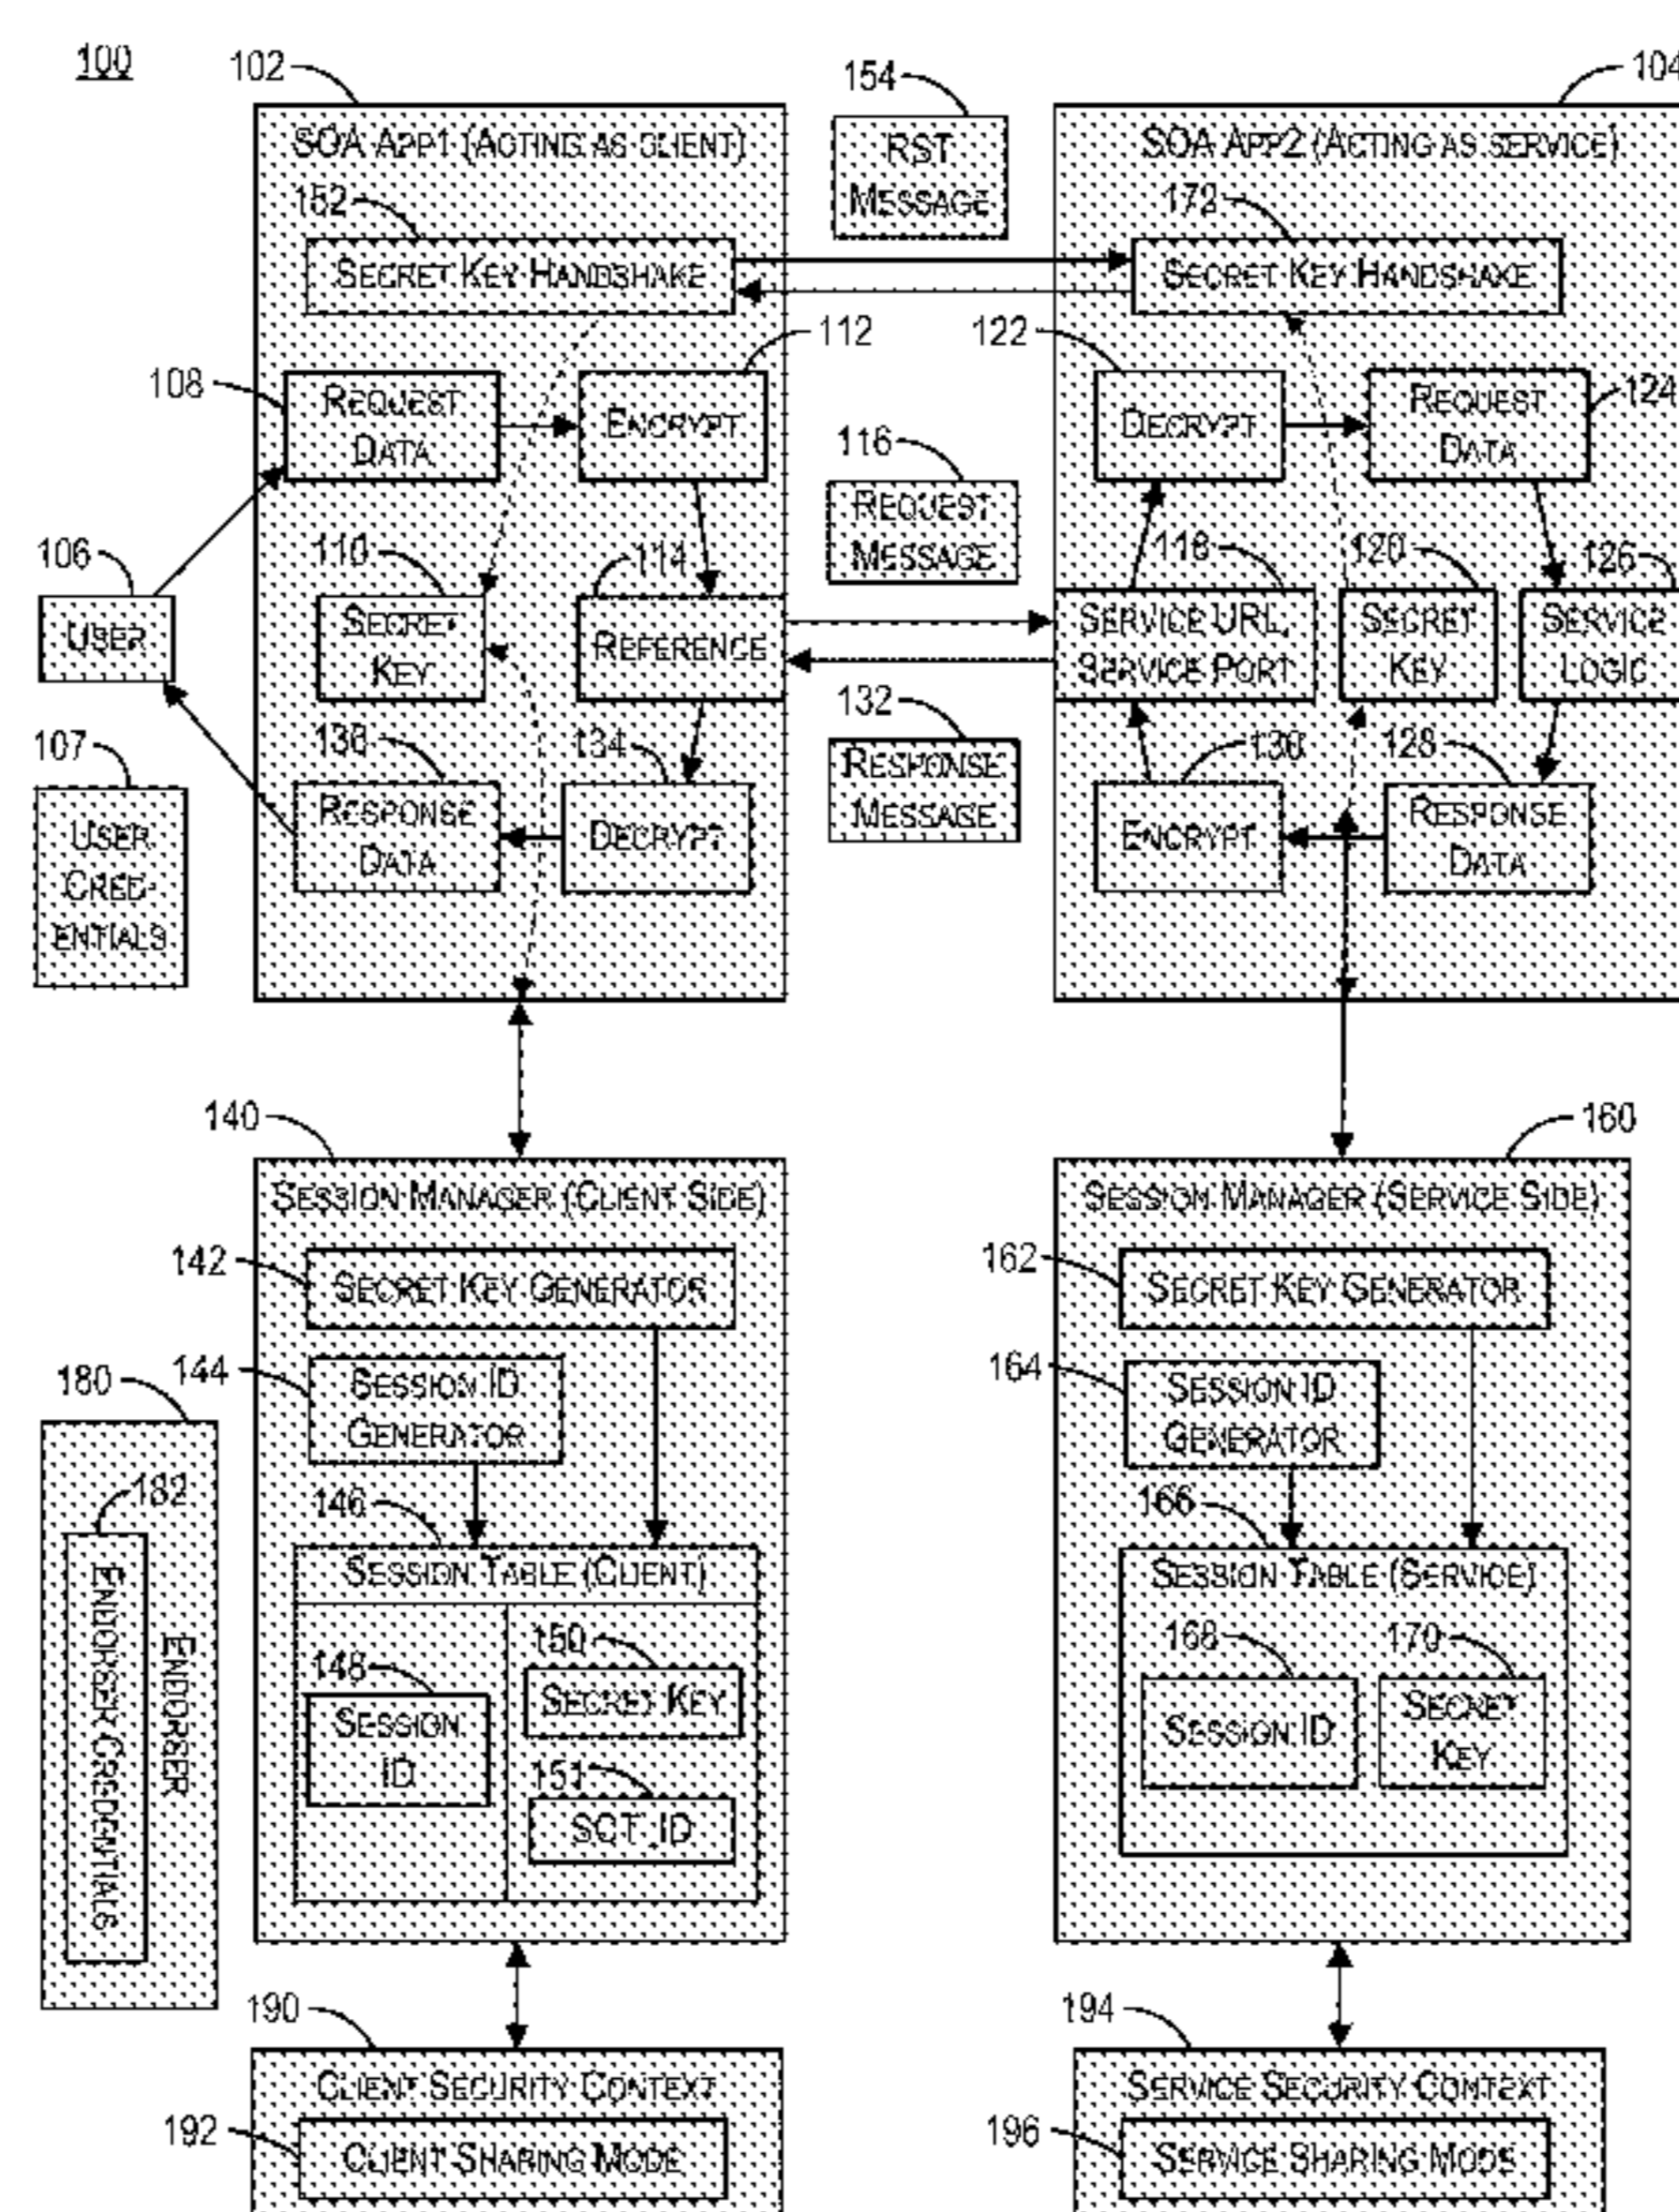 100
102
154
104
SOA APP1 (ACTING AS CLIENT)
RST
MESSAGE
SOA APP2 (ACTING AS SERVICE)
152
172
SECRET KEY HANDSHAKE
SECRET KEY HANDSHAKE
112
122
108
REQUEST
DATA
ENCRYPT
DECRYPT
REQUEST
DATA
124
116
REQUEST
MESSAGE
106
110
114
118
120
126
USER
SECRET
KEY
REFERENCE
SERVICE URL,
SERVICE PORT
SECRET
KEY
SERVICE
LOGIC
132
107
136
134
130
128
RESPONSE
MESSAGE
USER
CRED-
ENTIALS
RESPONSE
DATA
DECRYPT
ENCRYPT
RESPONSE
DATA
140
160
SESSION MANAGER (CLIENT SIDE)
SESSION MANAGER (SERVICE SIDE)
142
SECRET KEY GENERATOR
162
SECRET KEY GENERATOR
144
SESSION ID
GENERATOR
164
SESSION ID
GENERATOR
180
182
ENDORSER CREDENTIALS
ENDORSER
146
166
SESSION TABLE (CLIENT)
SESSION TABLE (SERVICE)
148
150
168
170
SESSION
ID
SECRET KEY
SESSION ID
SECRET
KEY
151
SCT_ID
190
194
CLIENT SECURITY CONTEXT
SERVICE SECURITY CONTEXT
192
CLIENT SHARING MODE
196
SERVICE SHARING MODE